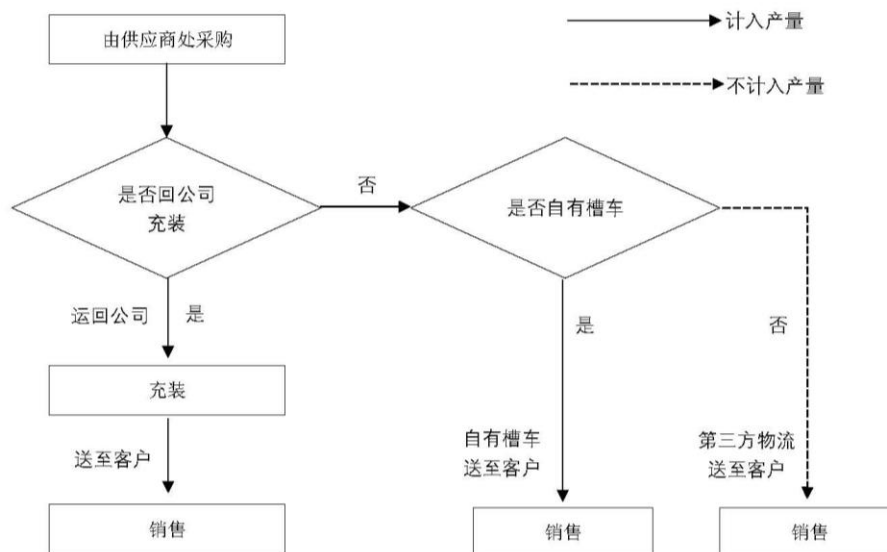 由供应商处采购
计入产量
不计入产量
是否回公司
充装
否
是否自有槽车
运回公司
是
是
否
充装
送至客户
自有槽车
送至客户
第三方物流
送至客户
销售
销售
销售